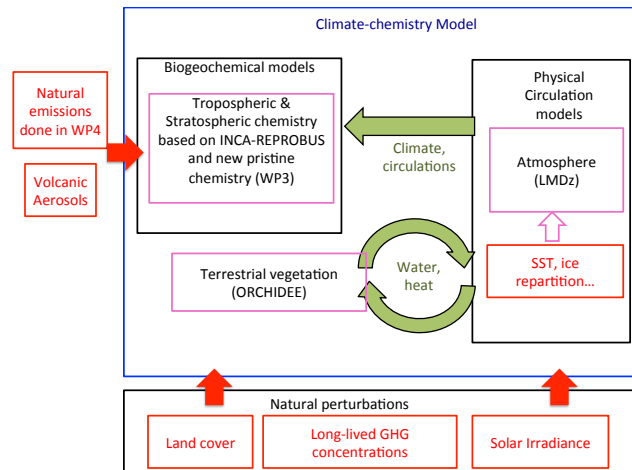 Climate-chemistry Model
Natural
emissions
done in WP4
Volcanic
Aerosols
Biogeochemical models
Tropospheric &
Stratospheric chemistry
based on INCA-REPROBUS
and new pristine
chemistry (WP3)
Climate,
circulations
Physical
Circulation
models
Atmosphere
(LMDz)
SST, ice
repartition...
Terrestrial vegetation
(ORCHIDEE)
Water,
heat
Natural perturbations
Land cover
Long-lived GHG
concentrations
Solar Irradiance